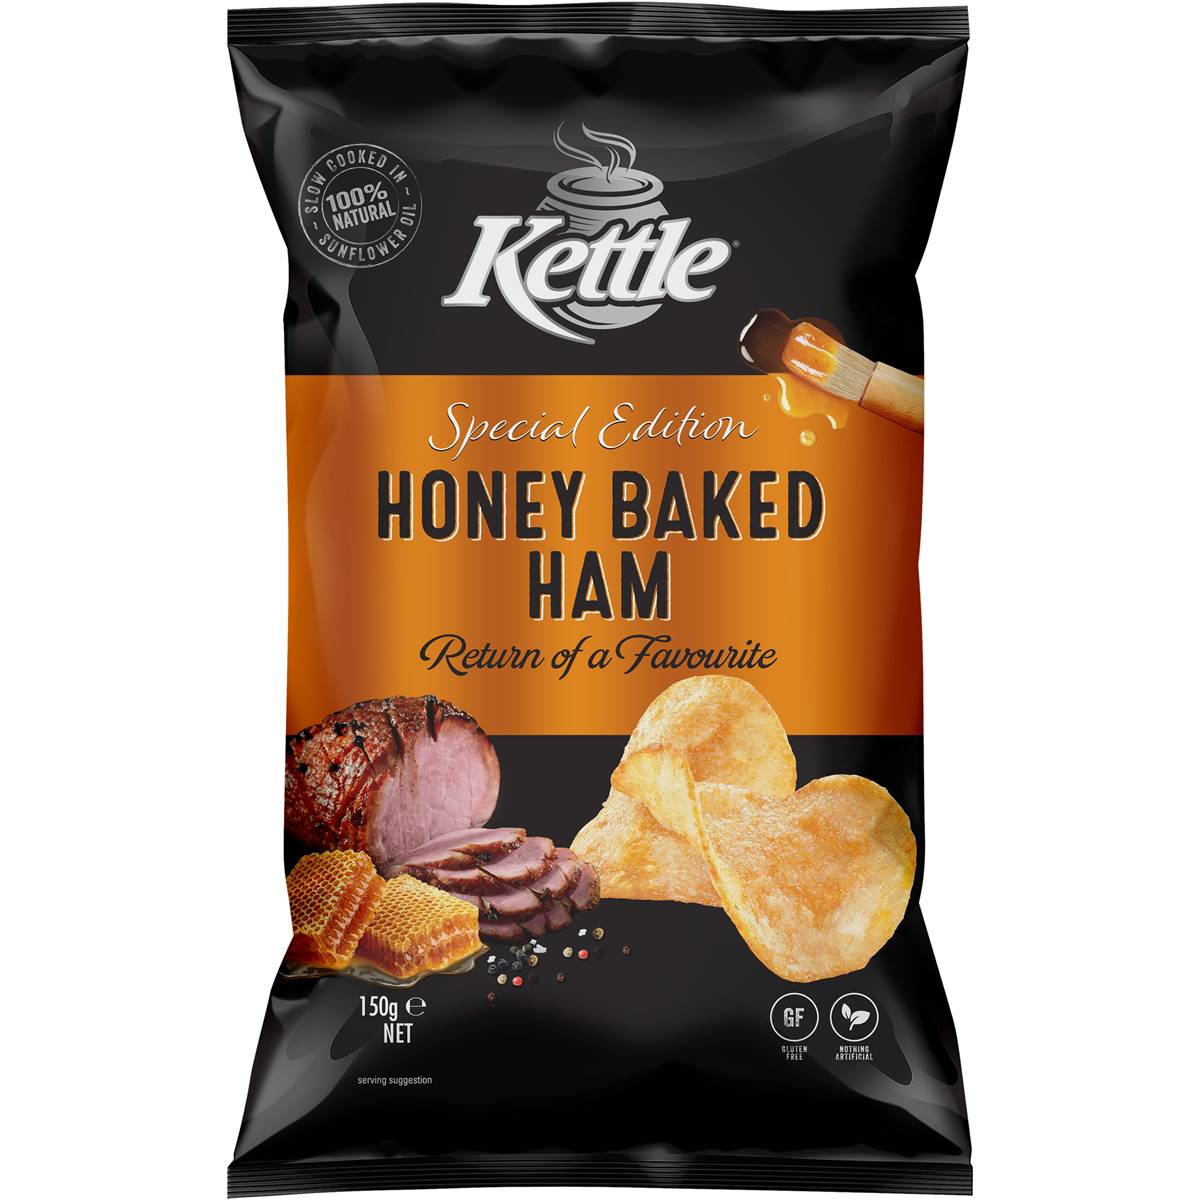 SLOW COOKED IN
100%
NATURAL
SUNFLOWER OIL
Kettle®
Special Edition
HONEY BAKED
HAM
Return of a Favourite
150g ℮
NET
GF
GLUTEN
FREE
NOTHING
ARTIFICIAL
serving suggestion